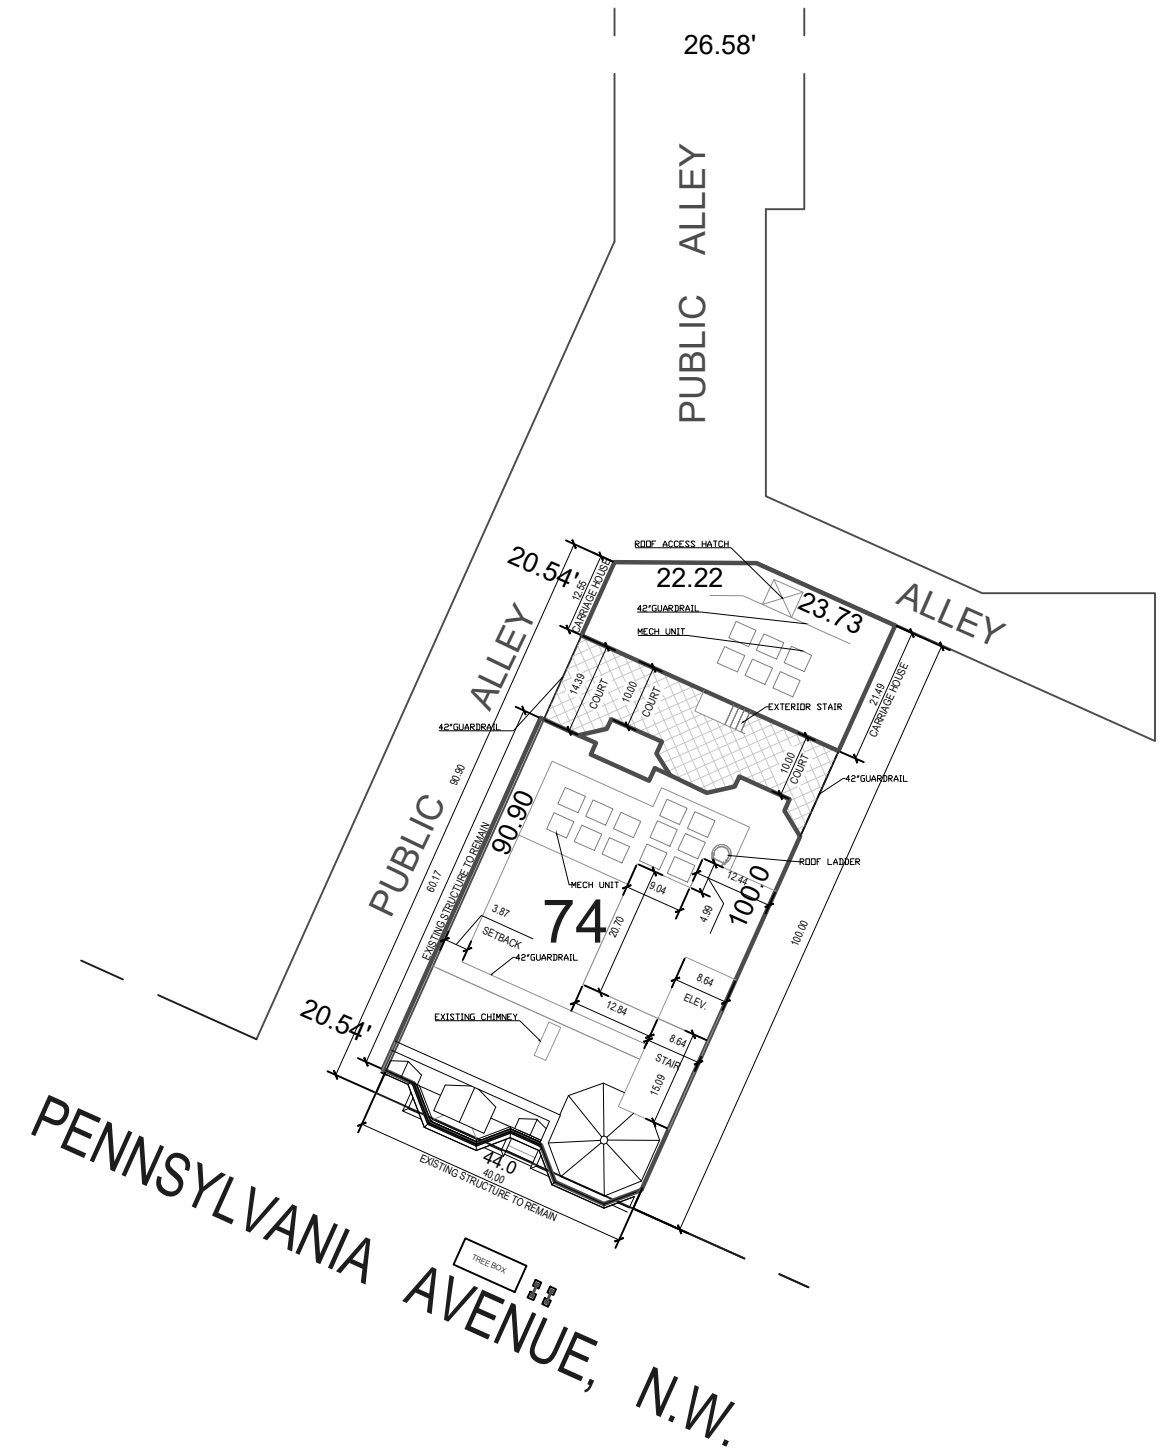 26.58'
PUBLIC ALLEY
ROOF ACCESS HATCH
20.54'
12.55
CARRIAGE HOUSE
22.22
23.73
ALLEY
42"GUARDRAIL
MECH UNIT
21.49
CARRIAGE HOUSE
14.39
COURT
10.00
COURT
EXTERIOR STAIR
42"GUARDRAIL
10.00
COURT
42"GUARDRAIL
PUBLIC ALLEY
90.90
90.90
60.17
EXISTING STRUCTURE TO REMAIN
ROOF LADDER
MECH UNIT
12.44
9.04
4.99
100.0
100.00
74
20.70
3.87
SETBACK
42"GUARDRAIL
8.64
ELEV.
12.84
EXISTING CHIMNEY
8.64
STAIR
15.09
20.54'
44.0
40.00
EXISTING STRUCTURE TO REMAIN
TREE BOX
PENNSYLVANIA AVENUE, N.W.